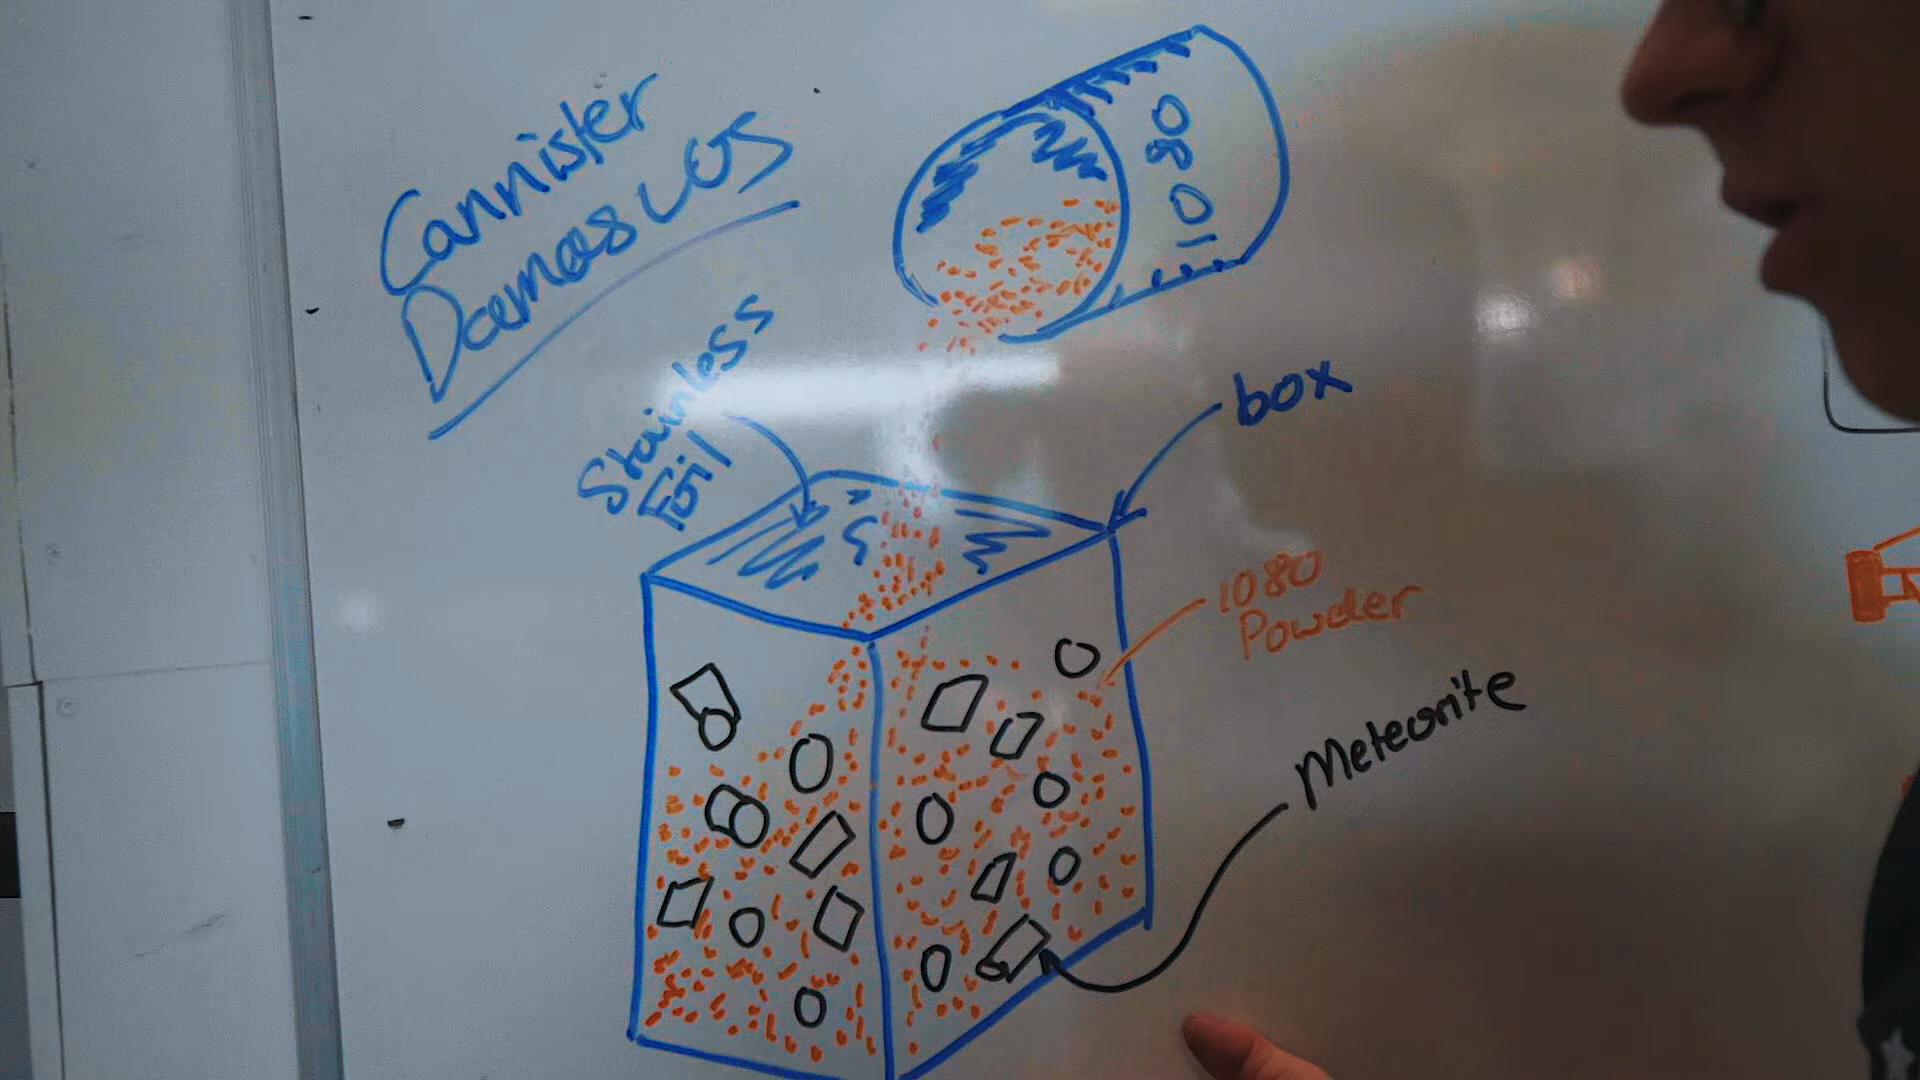 Cannister
Damascus
1080
Stainless
Foil
box
1080
Powder
Meteorite